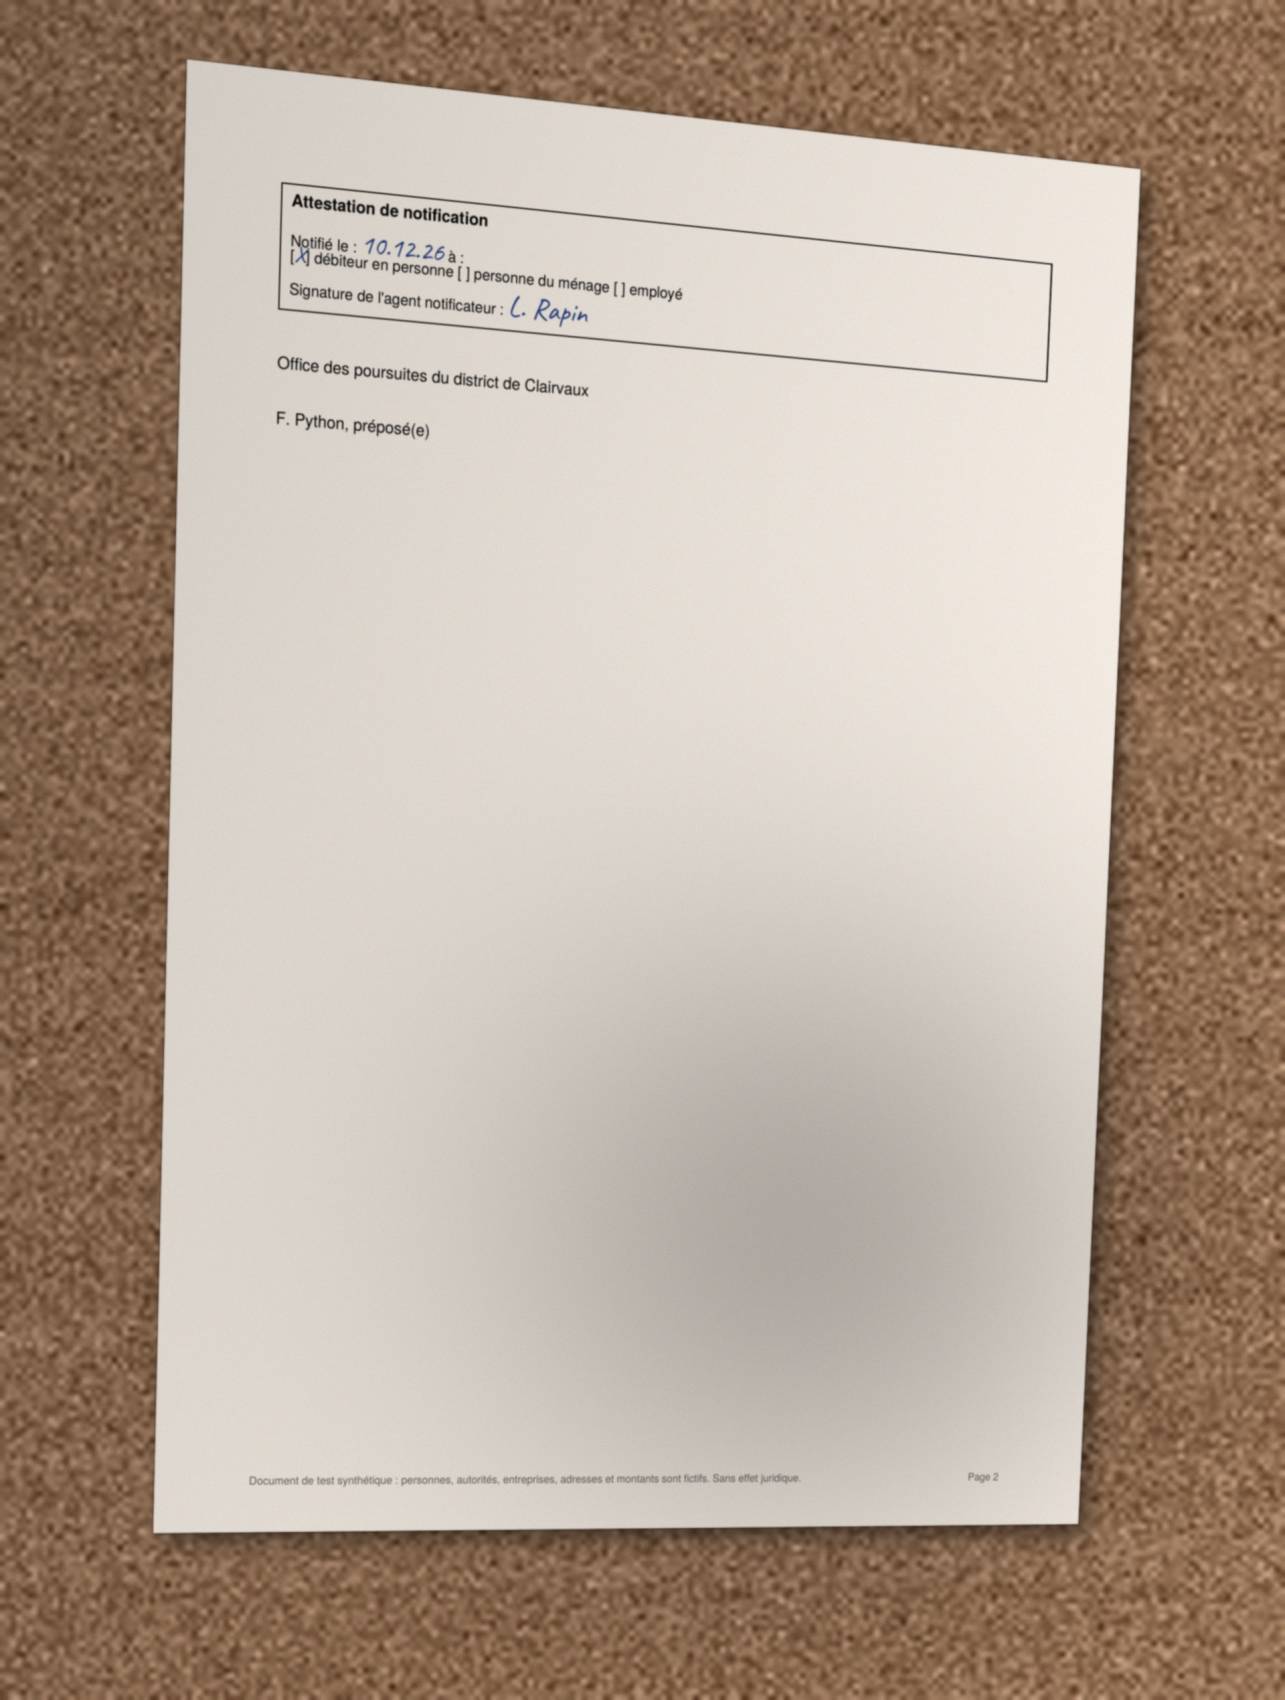 Attestation de notification
Notifié le : 10.12.26 à :
[X] débiteur en personne [ ] personne du ménage [ ] employé
Signature de l'agent notificateur : L. Rapin
Office des poursuites du district de Clairvaux
F. Python, préposé(e)
Document de test synthétique : personnes, autorités, entreprises, adresses et montants sont fictifs. Sans effet juridique.
Page 2